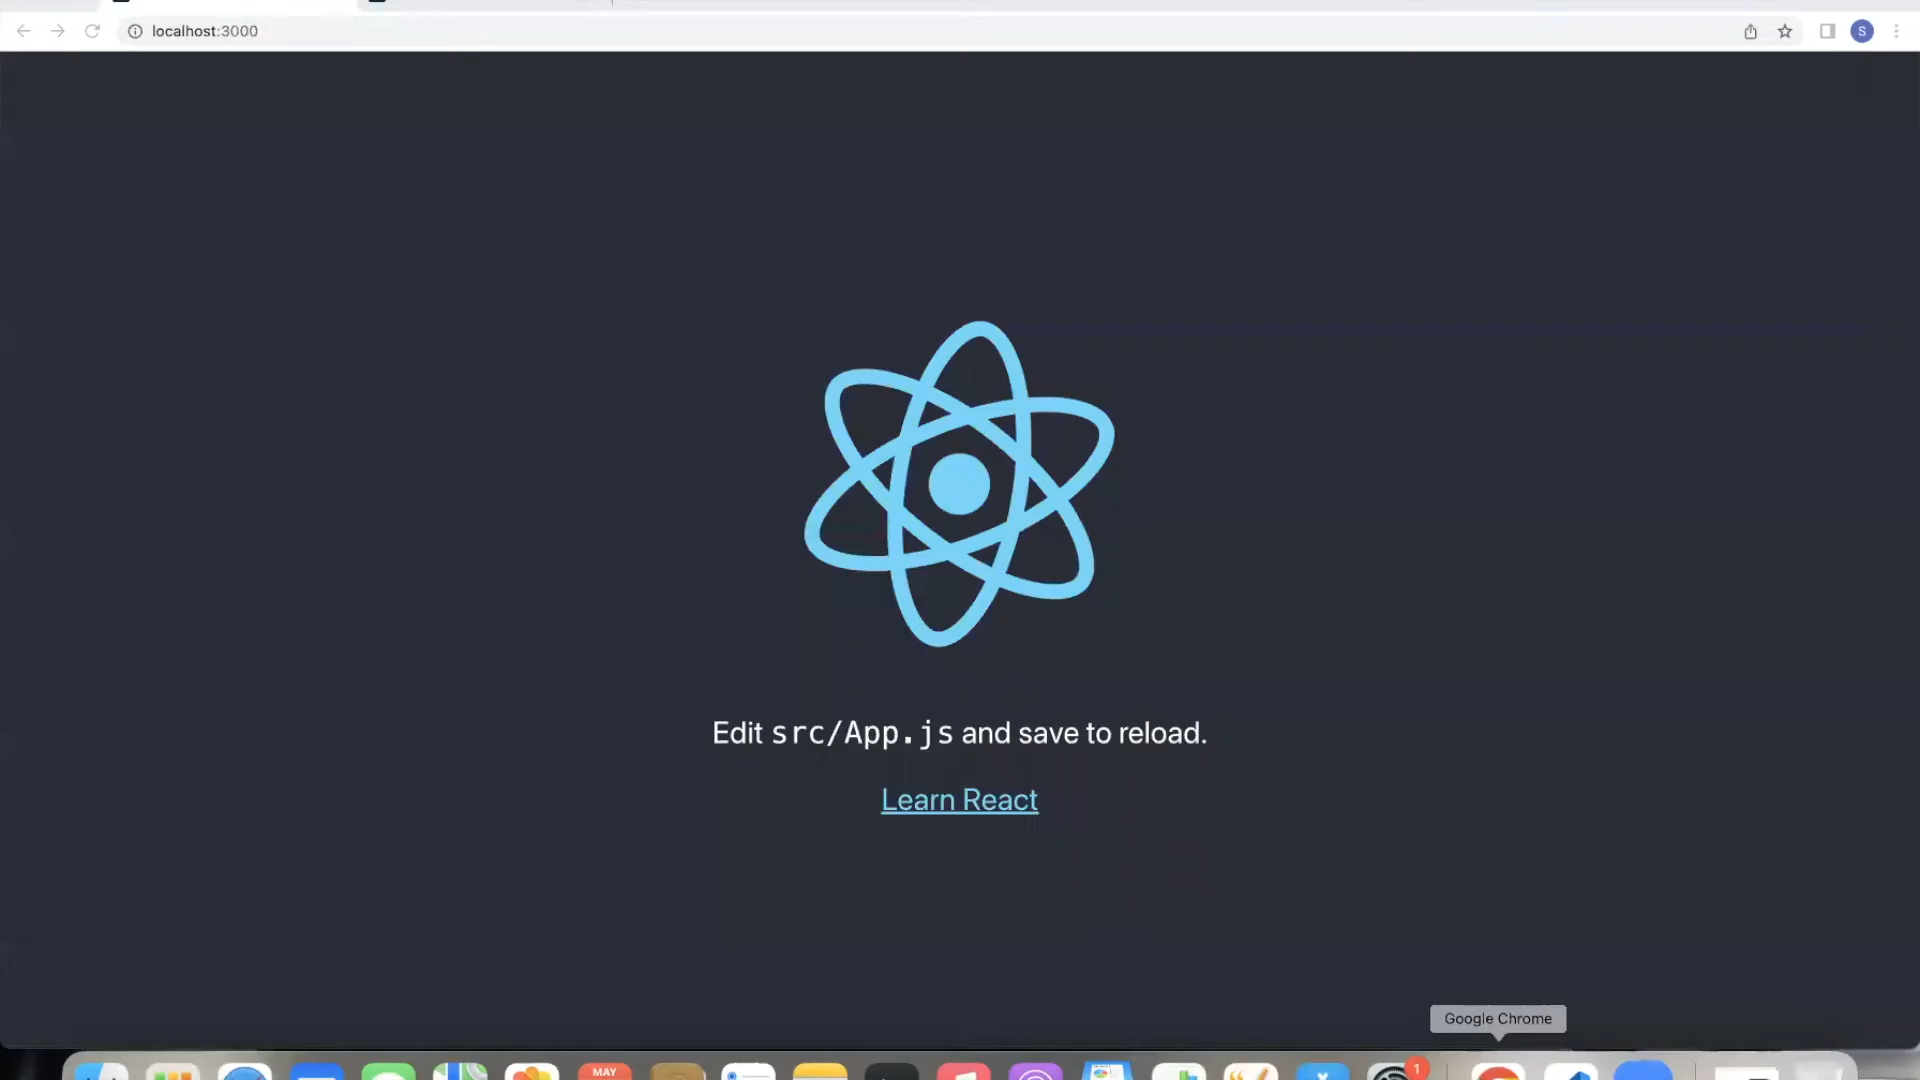 localhost:3000
S
Edit src/App.js and save to reload.
Learn React
Google Chrome
MAY
1